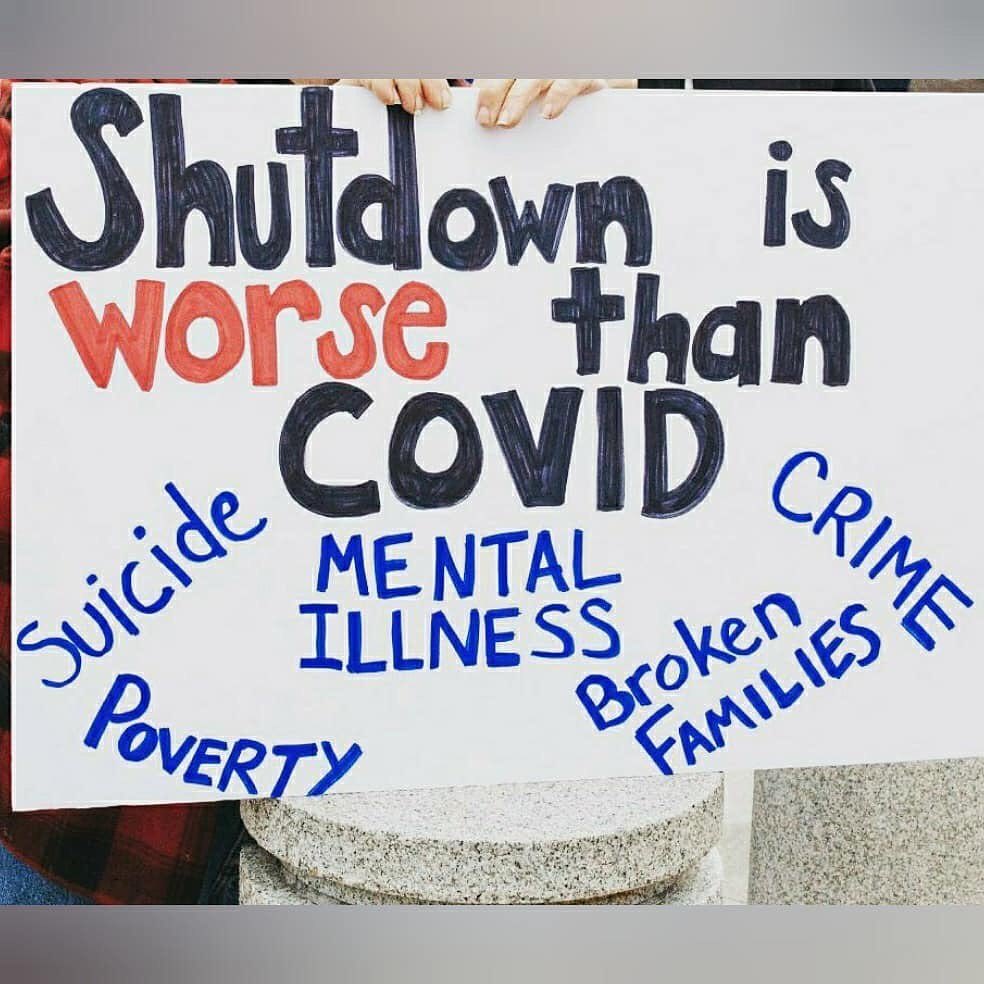 Shutdown is
worse than
COVID
Suicide
MENTAL
ILLNESS
CRIME
POVERTY
Broken
FAMILIES